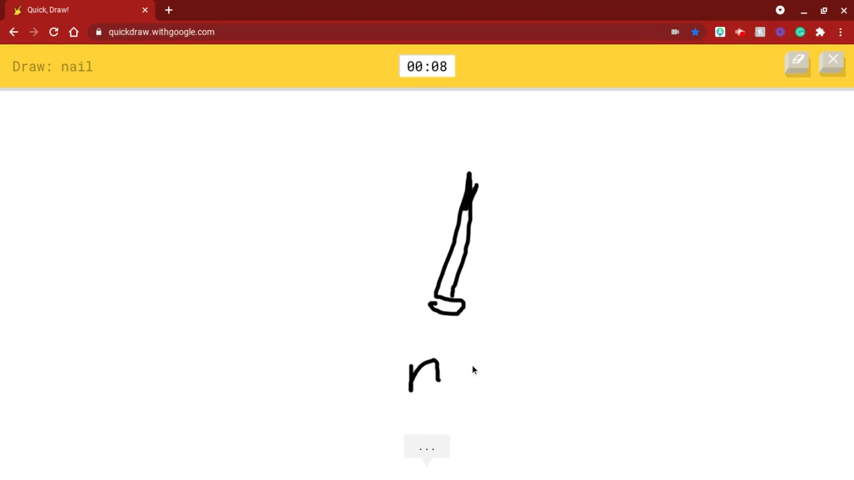 Quick, Draw!
quickdraw.withgoogle.com
Draw: nail
00:08
n
...